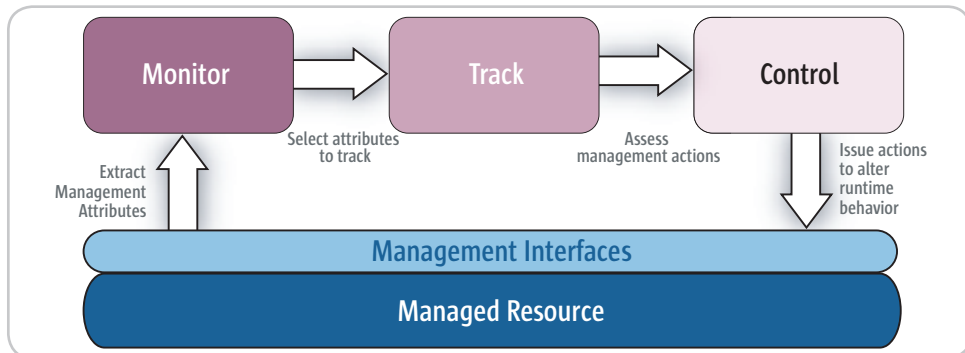 Monitor
Track
Control
Select attributes
to track
Assess
management actions
Extract
Management
Attributes
Issue actions
to alter
runtime
behavior
Management Interfaces
Managed Resource